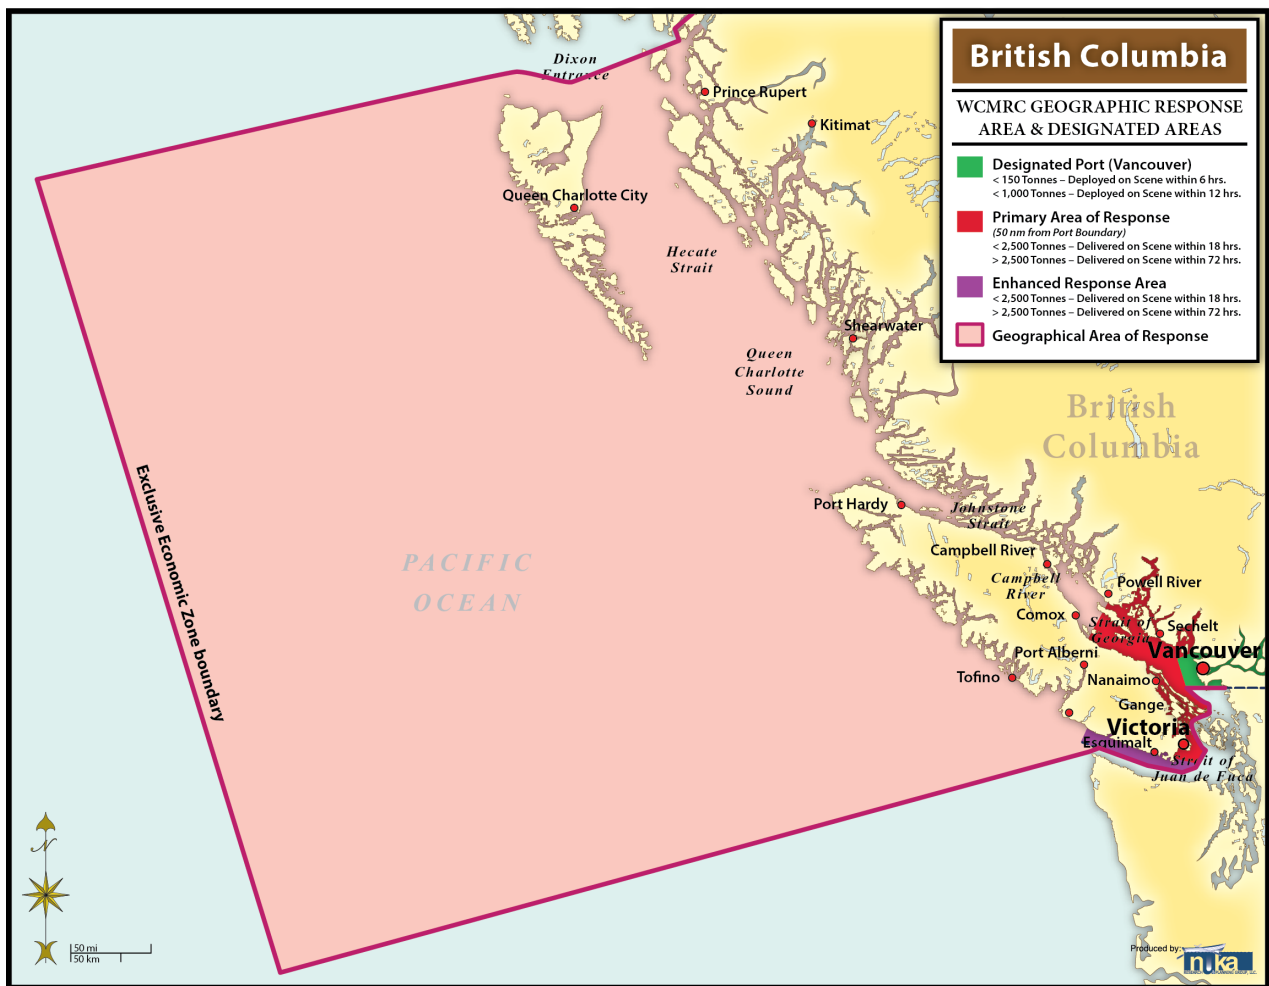 British Columbia
WCMRC GEOGRAPHIC RESPONSE
AREA & DESIGNATED AREAS
Designated Port (Vancouver)
< 150 Tonnes – Deployed on Scene within 6 hrs.
< 1,000 Tonnes – Deployed on Scene within 12 hrs.
Primary Area of Response
(50 nm from Port Boundary)
< 2,500 Tonnes – Delivered on Scene within 18 hrs.
> 2,500 Tonnes – Delivered on Scene within 72 hrs.
Enhanced Response Area
< 2,500 Tonnes – Delivered on Scene within 18 hrs.
> 2,500 Tonnes – Delivered on Scene within 72 hrs.
Geographical Area of Response
Dixon
Entrance
Prince Rupert
Kitimat
Queen Charlotte City
Hecate
Strait
Shearwater
Queen
Charlotte
Sound
British
Columbia
Exclusive Economic Zone boundary
PACIFIC
OCEAN
Port Hardy
Johnstone
Strait
Campbell River
Campbell
River
Powell River
Comox
Strait of
Georgia
Sechelt
Vancouver
Port Alberni
Tofino
Nanaimo
Gange
Victoria
Esquimalt
Strait of
Juan de Fuca
N
50 mi
50 km
Produced by:
nuka